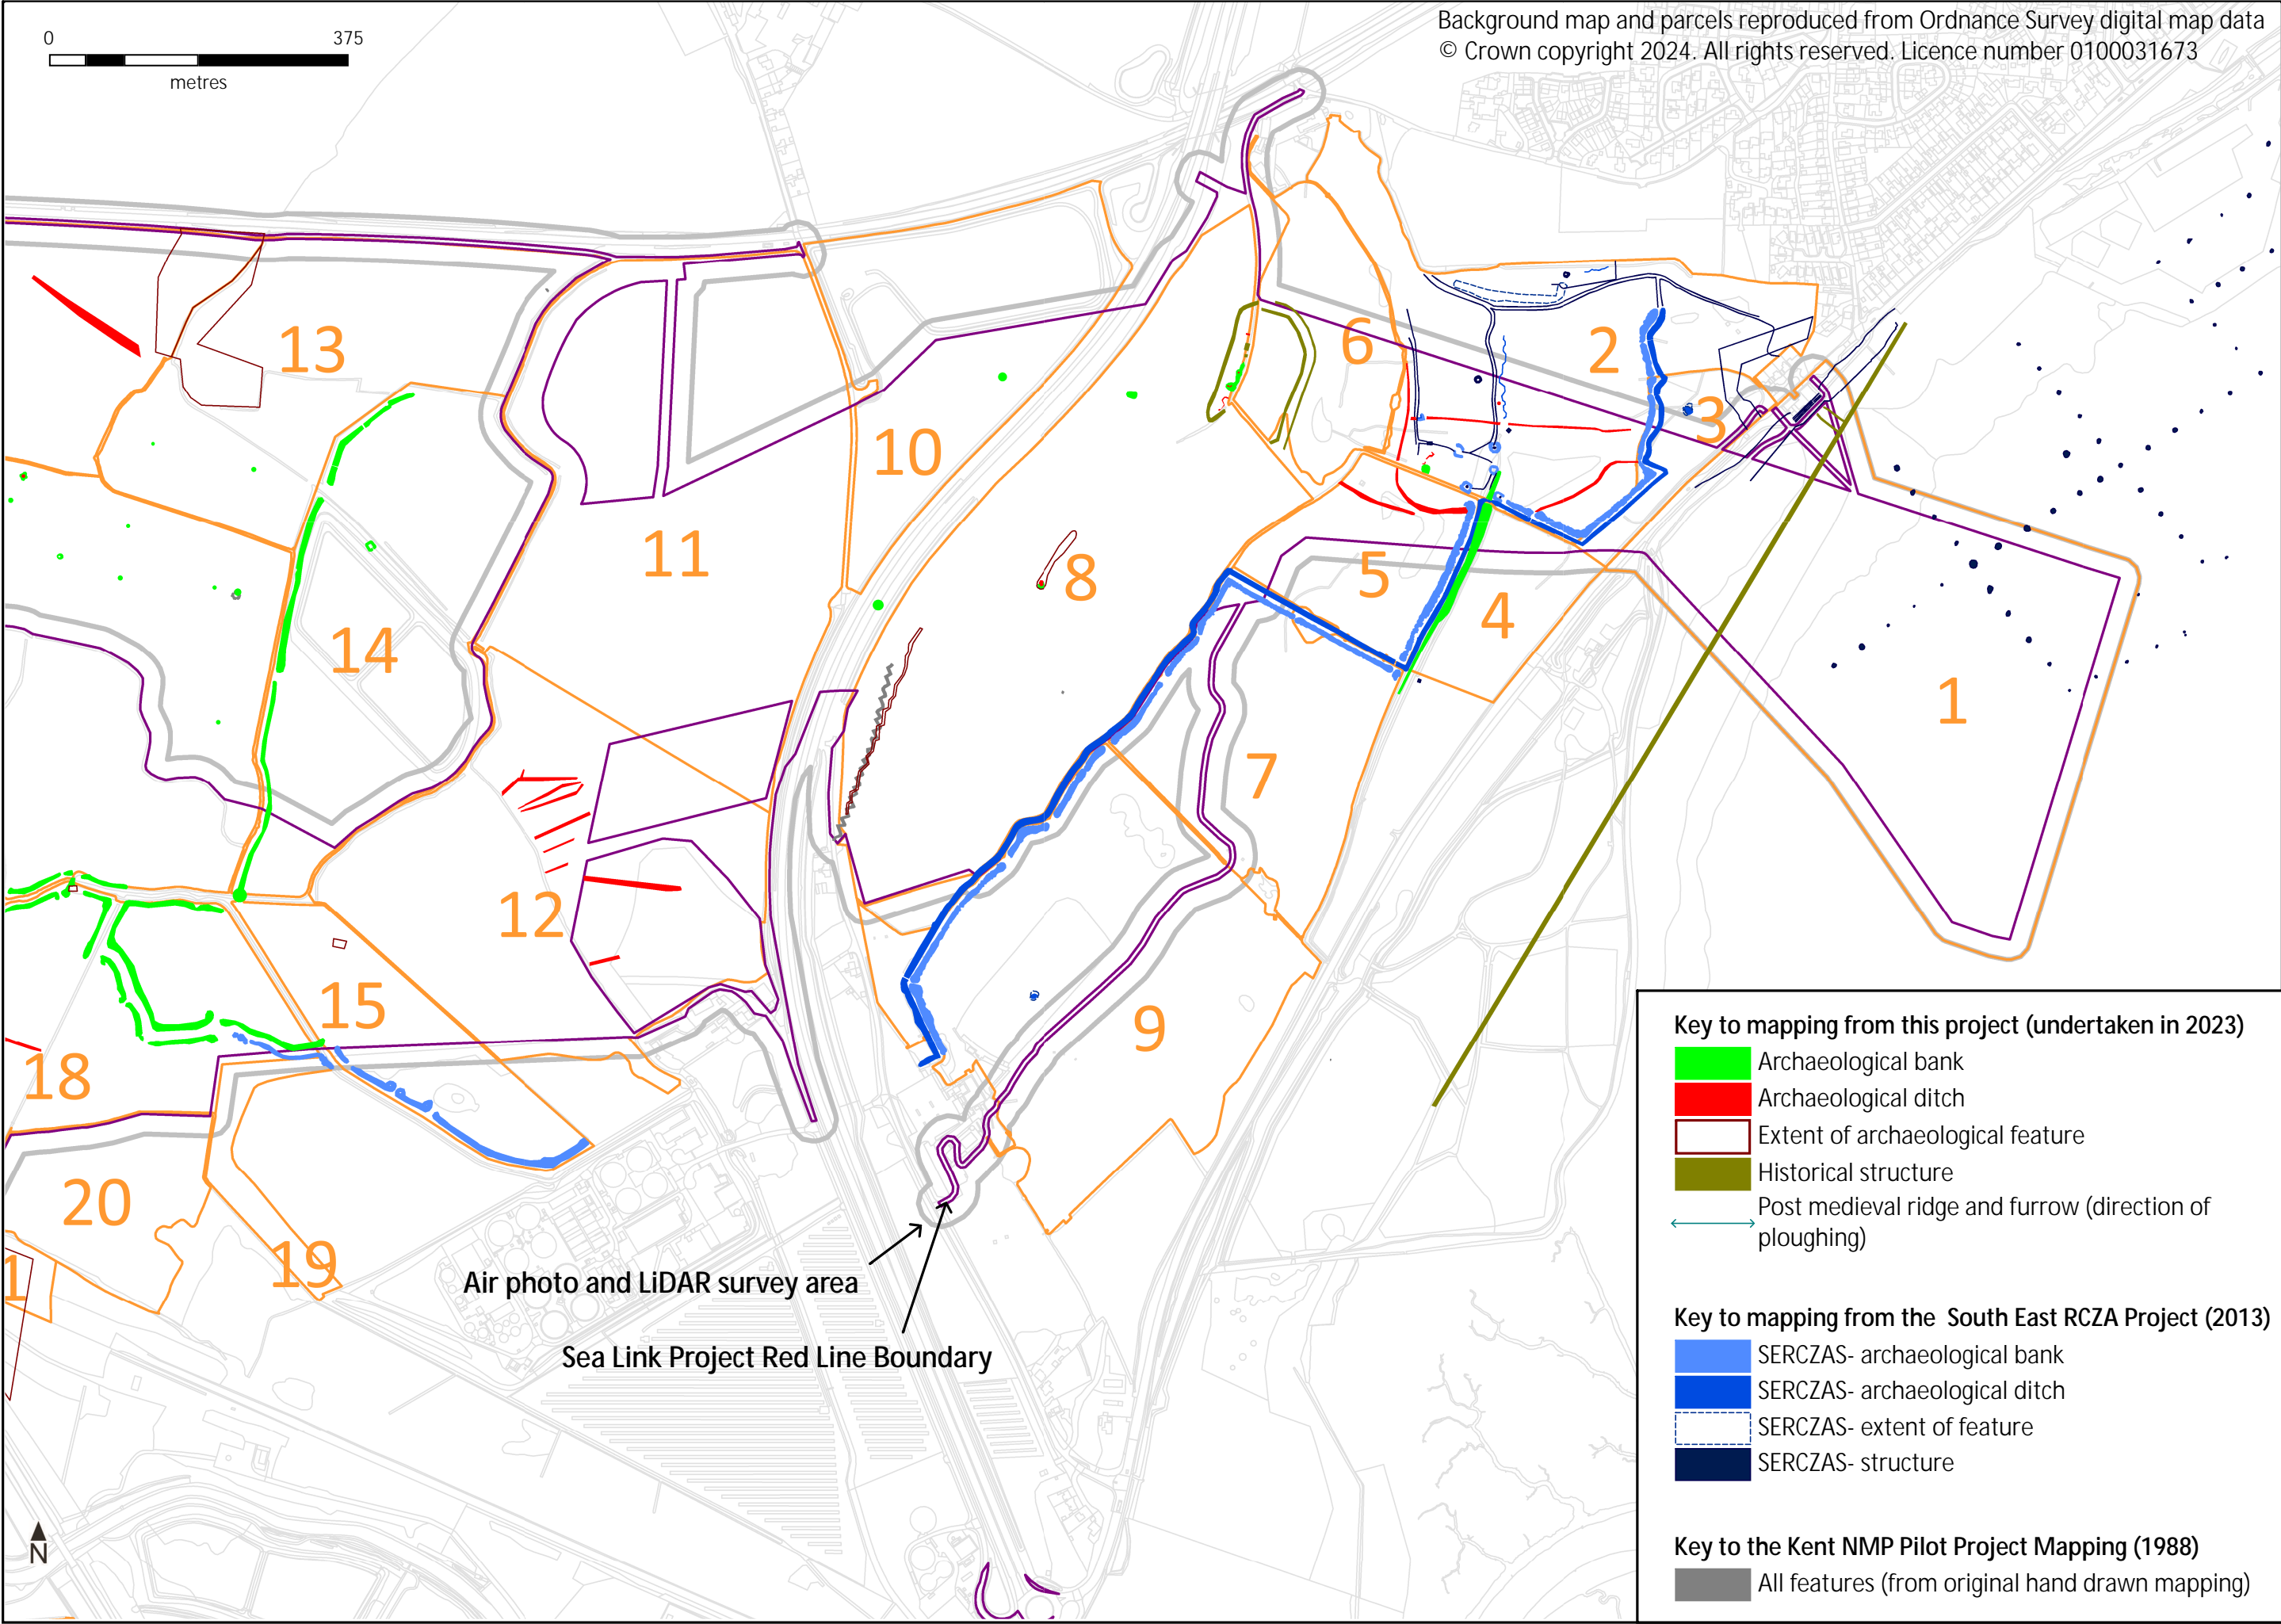 Background map and parcels reproduced from Ordnance Survey digital map data
© Crown copyright 2024. All rights reserved. Licence number 0100031673
0 375
metres
13
6
2
3
10
11
8
5
4
14
1
7
12
15
9
18
20
19
1
Air photo and LiDAR survey area
Sea Link Project Red Line Boundary
N
Key to mapping from this project (undertaken in 2023)
Archaeological bank
Archaeological ditch
Extent of archaeological feature
Historical structure
Post medieval ridge and furrow (direction of
ploughing)
Key to mapping from the South East RCZA Project (2013)
SERCZAS- archaeological bank
SERCZAS- archaeological ditch
SERCZAS- extent of feature
SERCZAS- structure
Key to the Kent NMP Pilot Project Mapping (1988)
All features (from original hand drawn mapping)